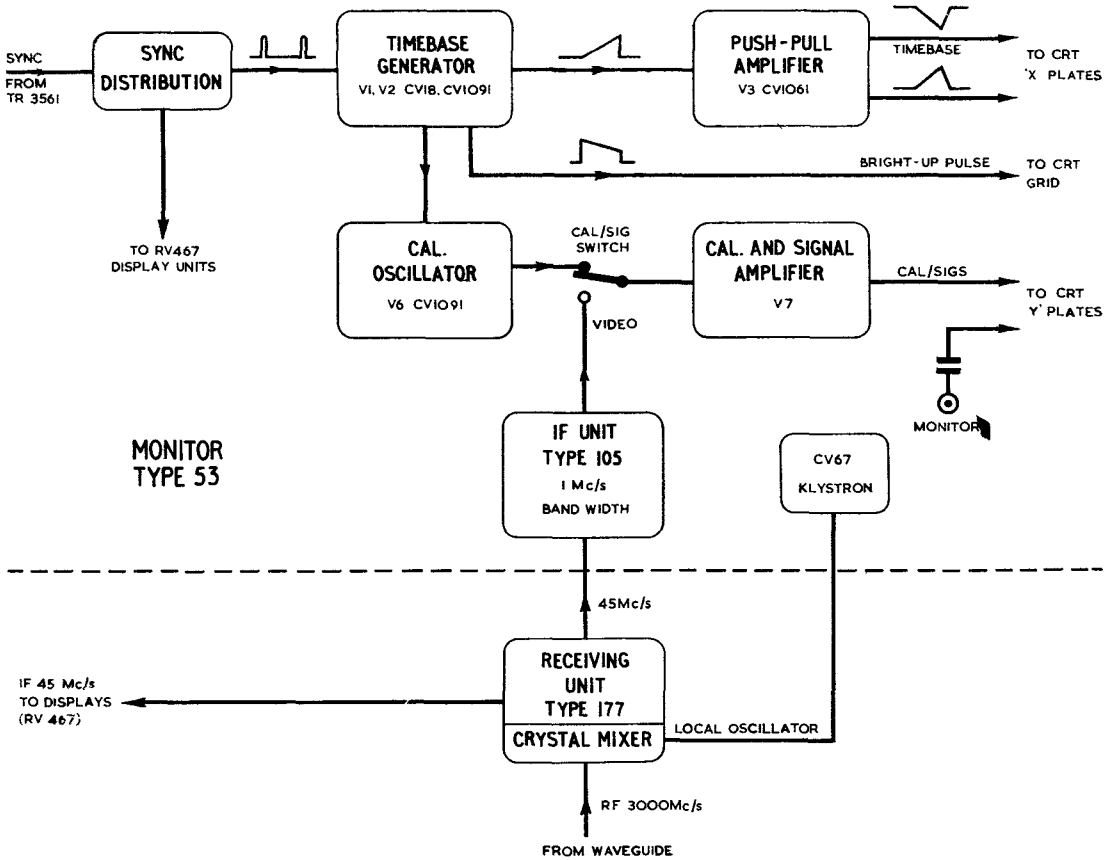 SYNC
FROM
TR 3561
SYNC
DISTRIBUTION
TO RV467
DISPLAY UNITS
TIMEBASE
GENERATOR
V1, V2 CV18, CV1091
PUSH-PULL
AMPLIFIER
V3 CV1061
TIMEBASE
TO CRT
'X PLATES
BRIGHT-UP PULSE
TO CRT
GRID
CAL.
OSCILLATOR
V6 CV1091
CAL/SIG
SWITCH
VIDEO
CAL. AND SIGNAL
AMPLIFIER
V7
CAL/SIGS
TO CRT
Y' PLATES
MONITOR
MONITOR
TYPE 53
IF UNIT
TYPE 105
1 Mc/s
BAND WIDTH
CV67
KLYSTRON
45Mc/s
RECEIVING
UNIT
TYPE 177
CRYSTAL MIXER
IF 45 Mc/s
TO DISPLAYS
(RV 467)
LOCAL OSCILLATOR
RF 3000Mc/s
FROM WAVEGUIDE